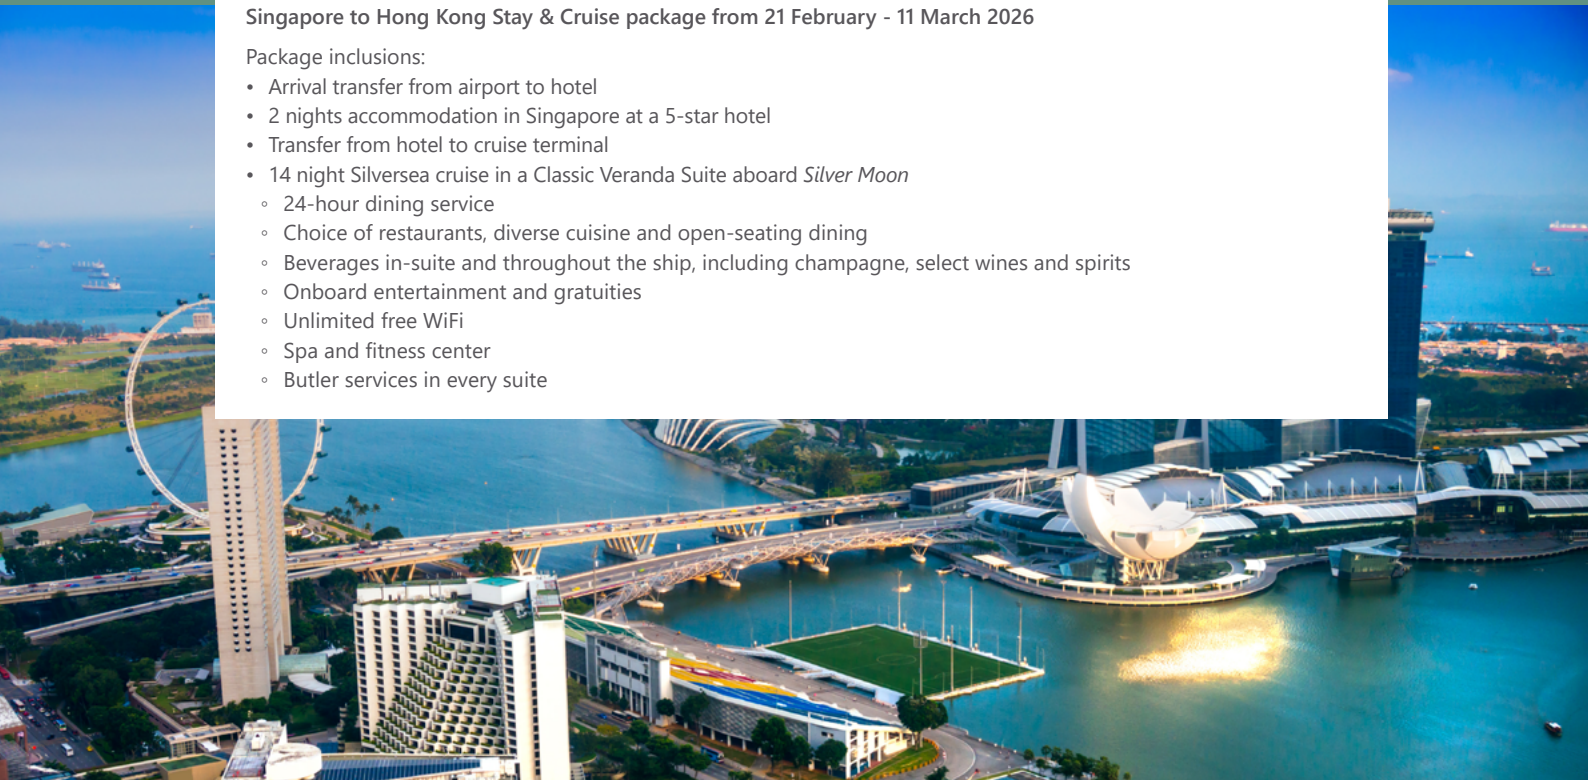 Singapore to Hong Kong Stay & Cruise package from 21 February - 11 March 2026
Package inclusions:
• Arrival transfer from airport to hotel
• 2 nights accommodation in Singapore at a 5-star hotel
• Transfer from hotel to cruise terminal
• 14 night Silversea cruise in a Classic Veranda Suite aboard Silver Moon
◦ 24-hour dining service
◦ Choice of restaurants, diverse cuisine and open-seating dining
◦ Beverages in-suite and throughout the ship, including champagne, select wines and spirits
◦ Onboard entertainment and gratuities
◦ Unlimited free WiFi
◦ Spa and fitness center
◦ Butler services in every suite